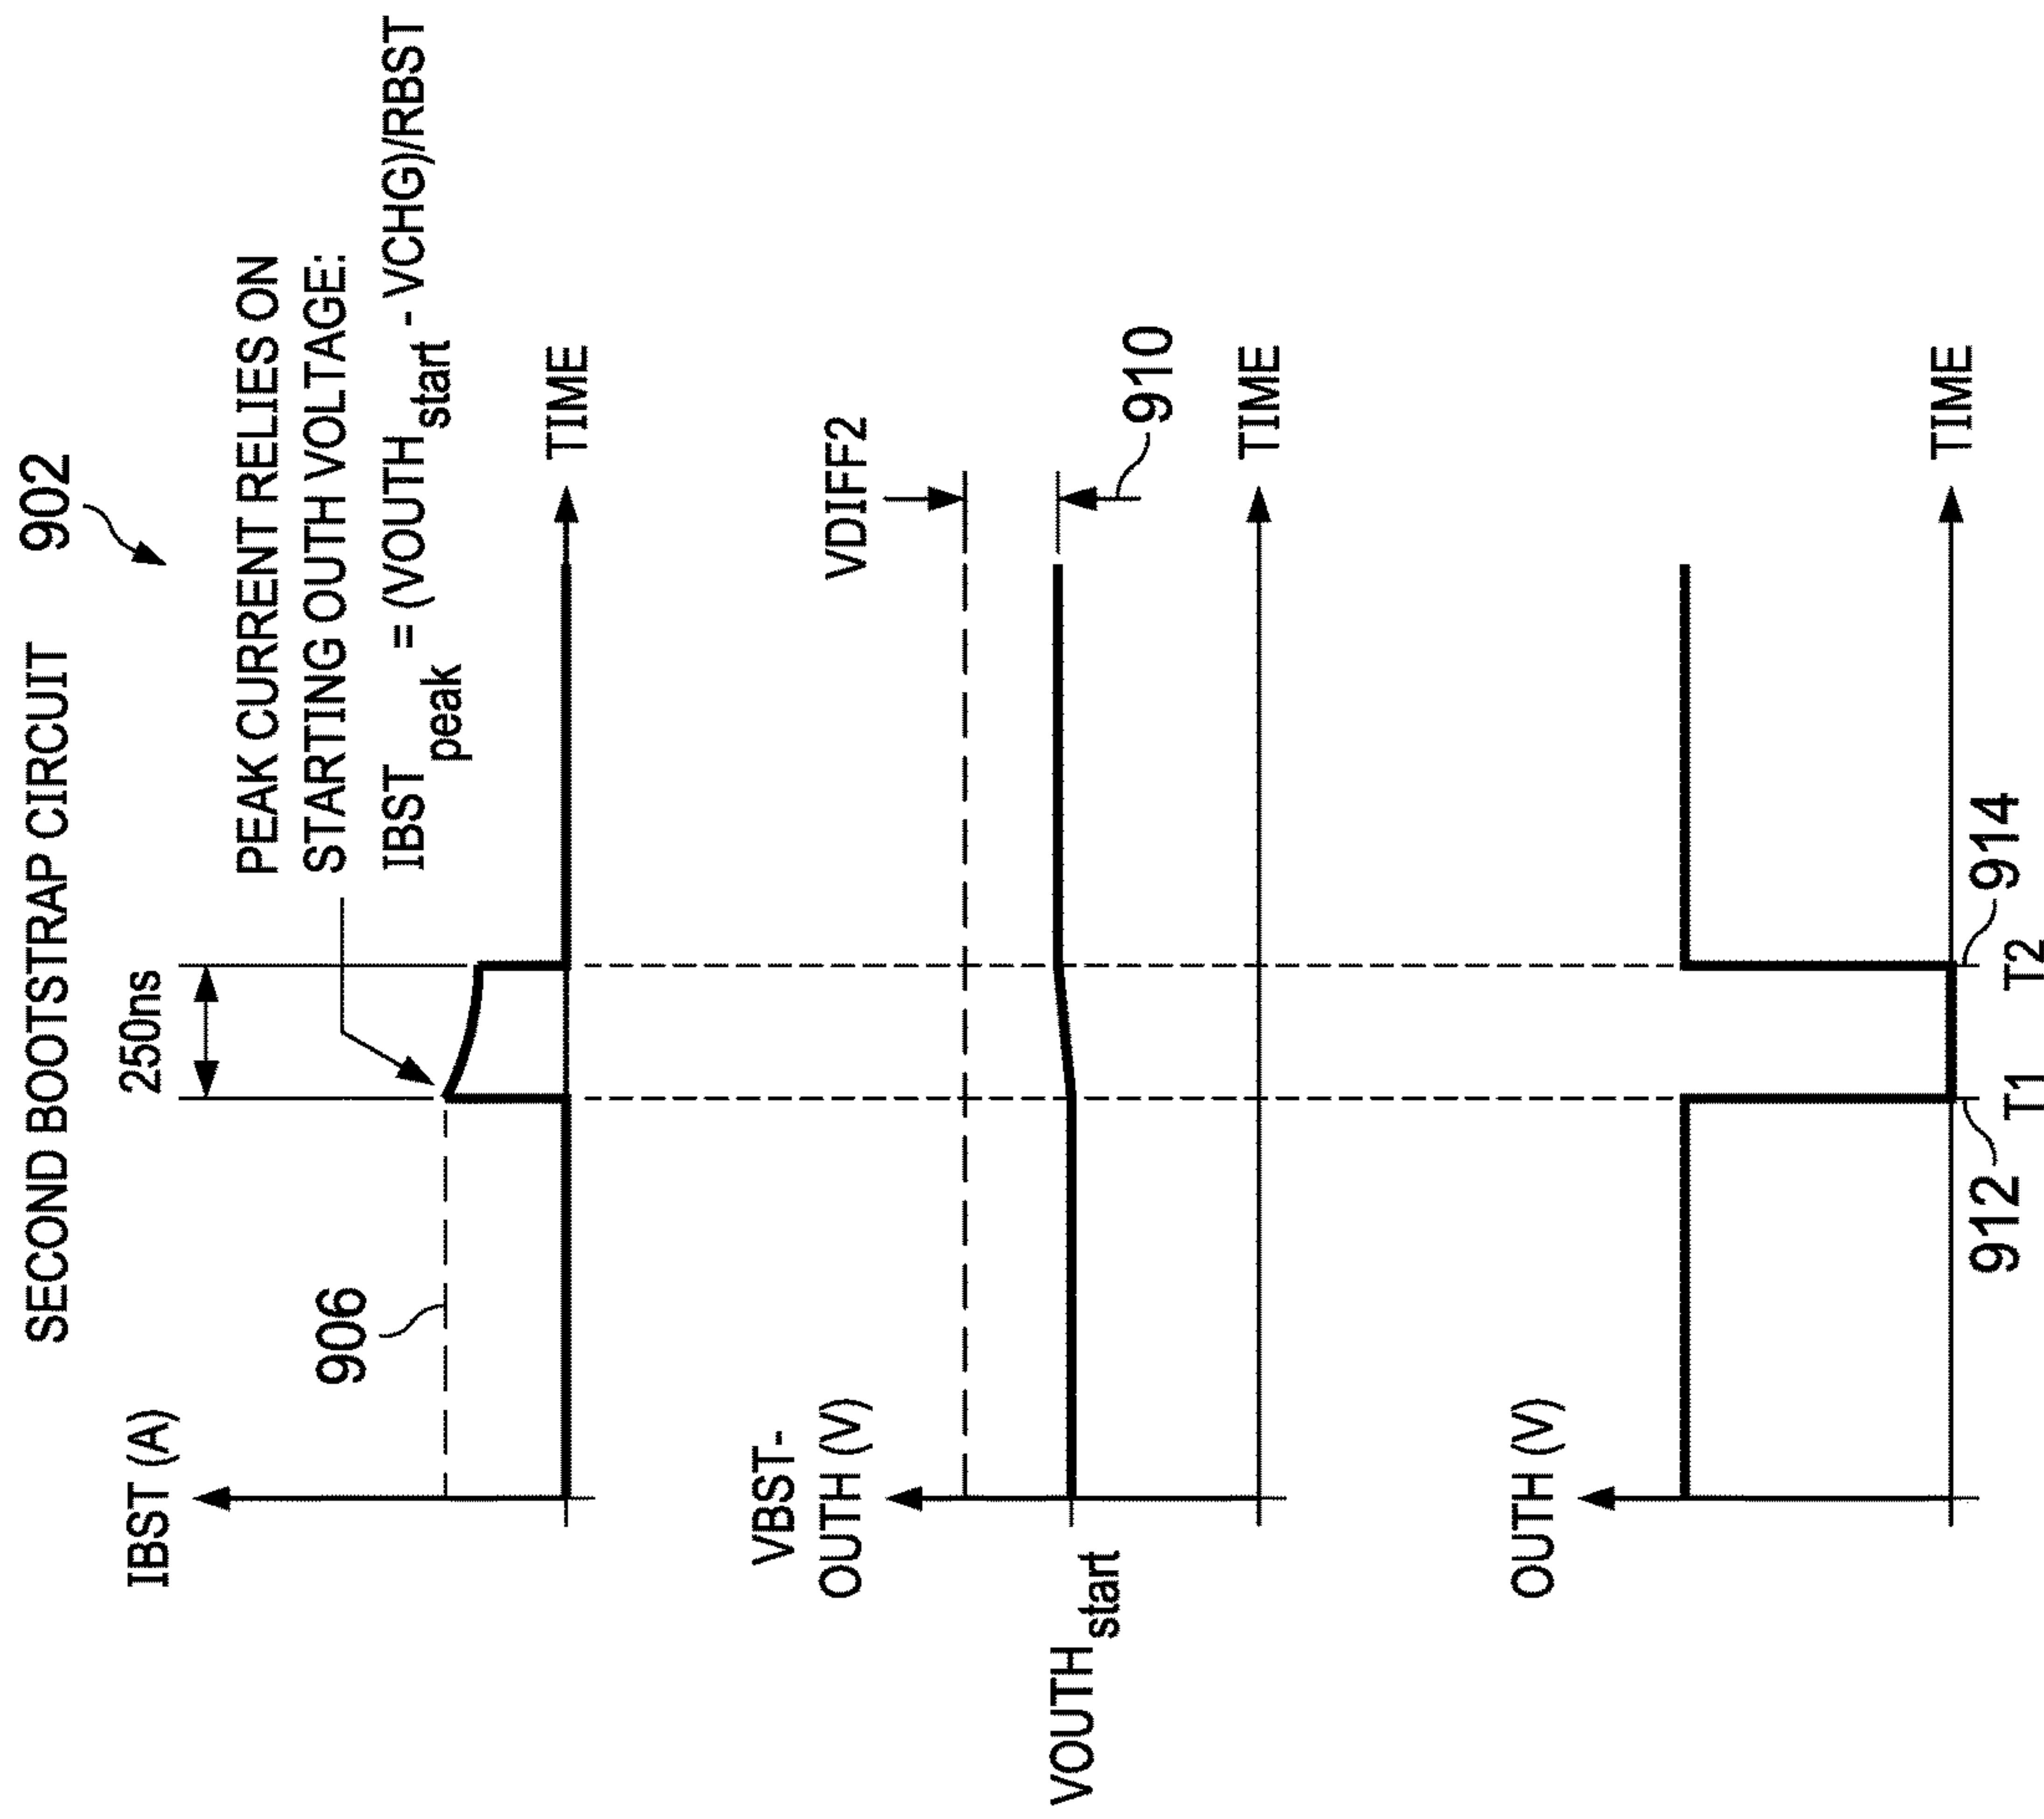 SECOND BOOTSTRAP CIRCUIT 902
IBST (A)
906
250ns
PEAK CURRENT RELIES ON
STARTING OUTH VOLTAGE:
IBSTpeak = (VOUTHstart - VCHG)/RBST
TIME
VBST-
OUTH (V)
VOUTHstart
VDIFF2
910
TIME
OUTH (V)
912
914
TIME
T1 T2